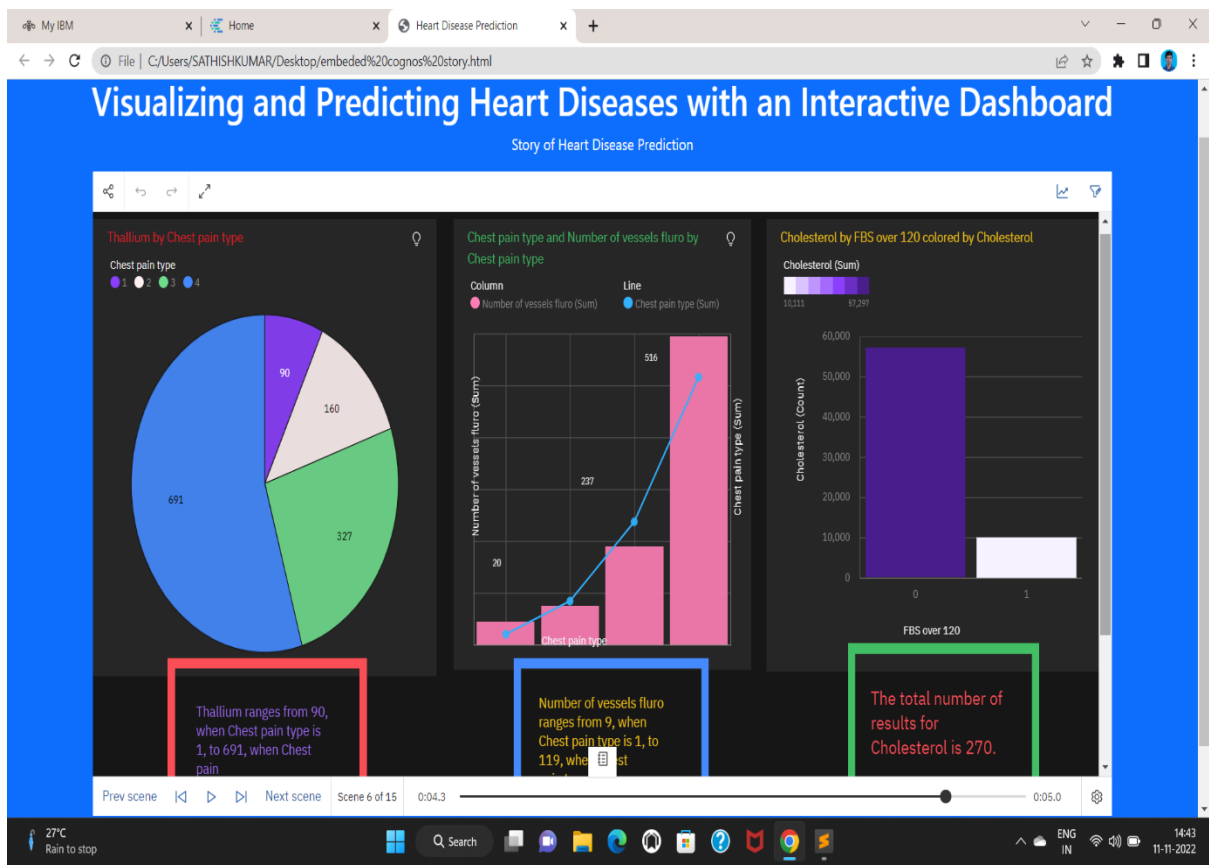 My IBM
Home
Heart Disease Prediction
File | C:/Users/SATHISHKUMAR/Desktop/embeded%20cognos%20story.html
Visualizing and Predicting Heart Diseases with an Interactive Dashboard
Story of Heart Disease Prediction
Thallium by Chest pain type
Chest pain type
1 2 3 4
90
160
691
327
Chest pain type and Number of vessels fluro by
Chest pain type
Column Line
Number of vessels fluro (Sum) Chest pain type (Sum)
Number of vessels fluro (Sum)
516
237
20
Chest pain type (Sum)
Chest pain type
Cholesterol by FBS over 120 colored by Cholesterol
Cholesterol (Sum)
10,111 57,297
Cholesterol (Count)
60,000
50,000
40,000
30,000
20,000
10,000
0
0 1
FBS over 120
Thallium ranges from 90,
when Chest pain type is
1, to 691, when Chest
pain
Number of vessels fluro
ranges from 9, when
Chest pain type is 1, to
119, whe st
The total number of
results for
Cholesterol is 270.
Prev scene Next scene Scene 6 of 15 0:04.3 0:05.0
27°C
Rain to stop
Search
ENG
IN
14:43
11-11-2022